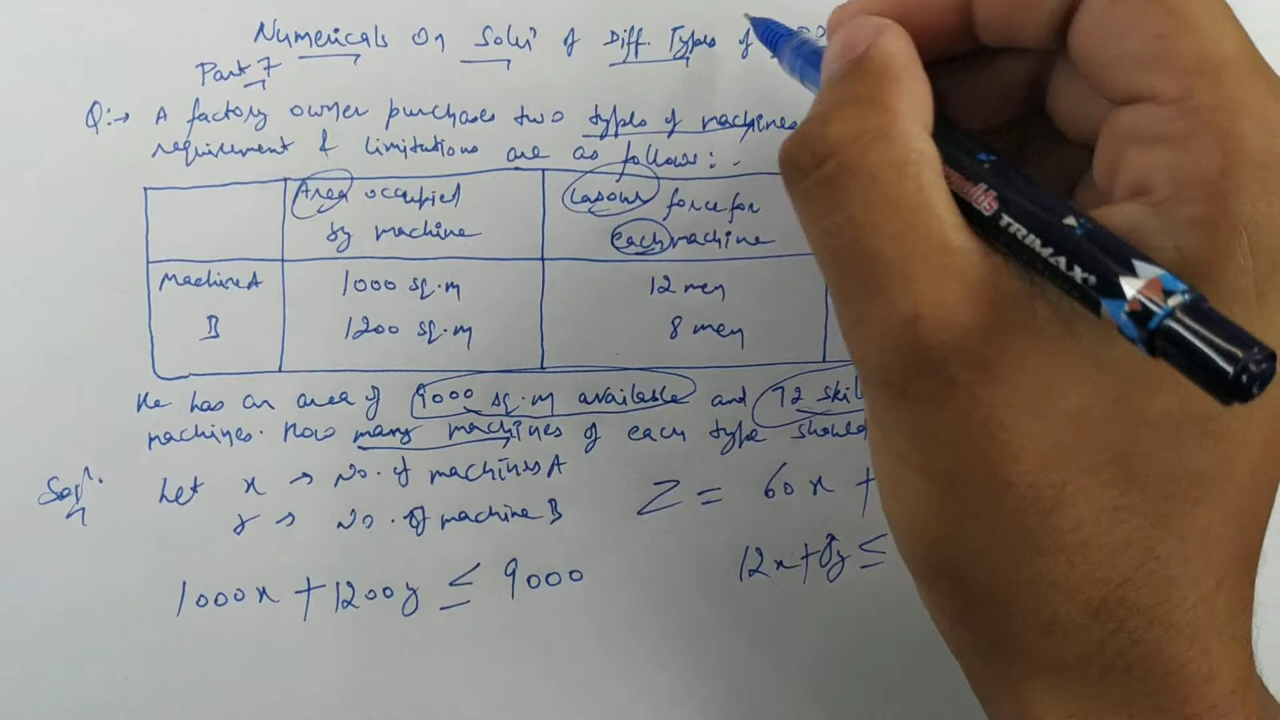 Numericals on Solⁿ of Diff. Types of
Part 7
Q:→ A factory owner purchases two types of machines
requirement & limitations are as follows:-
Area occupied by machine
Labour force for each machine
Machine A 1000 sq.m 12 men
B 1200 sq.m 8 men
He has an area of 9000 sq.m available and 72 skil
machines. How many machines of each type should
Solⁿ. Let x → No. of machines A
y → No. of machine B
Z = 60x +
1000x + 1200y ≤ 9000
12x + 8y ≤
Reynolds TRIMAX